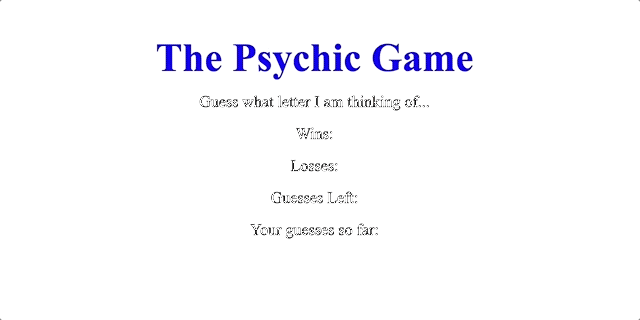 The Psychic Game
Guess what letter I am thinking of...
Wins:
Losses:
Guesses Left:
Your guesses so far: